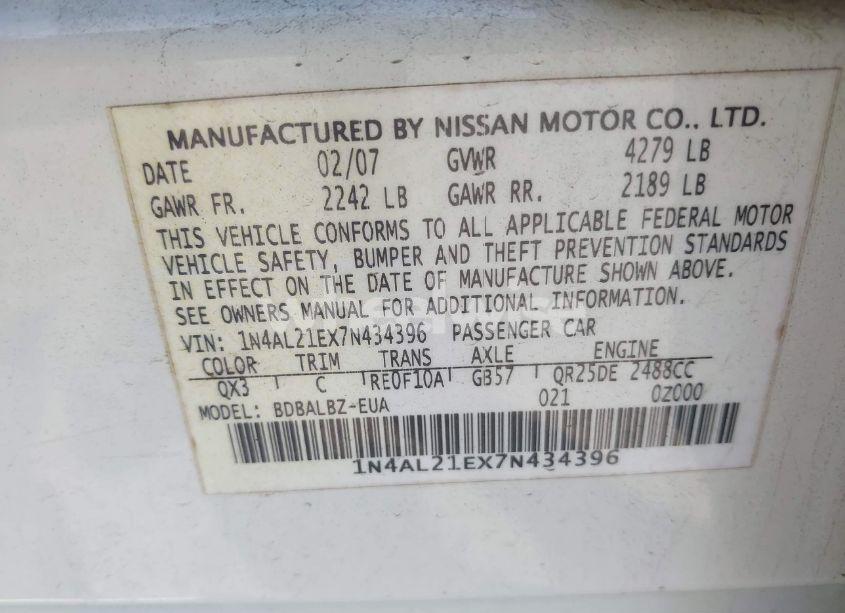 MANUFACTURED BY NISSAN MOTOR CO., LTD.
DATE 02/07 GVWR 4279 LB
GAWR FR. 2242 LB GAWR RR. 2189 LB
THIS VEHICLE CONFORMS TO ALL APPLICABLE FEDERAL MOTOR
VEHICLE SAFETY, BUMPER AND THEFT PREVENTION STANDARDS
IN EFFECT ON THE DATE OF MANUFACTURE SHOWN ABOVE.
SEE OWNERS MANUAL FOR ADDITIONAL INFORMATION.
VIN: 1N4AL21EX7N434396 PASSENGER CAR
COLOR TRIM TRANS AXLE ENGINE
QX3 C RE0F10A GB57 QR25DE 2488CC
MODEL: BDBALBZ-EUA 021 0Z000
1N4AL21EX7N434396